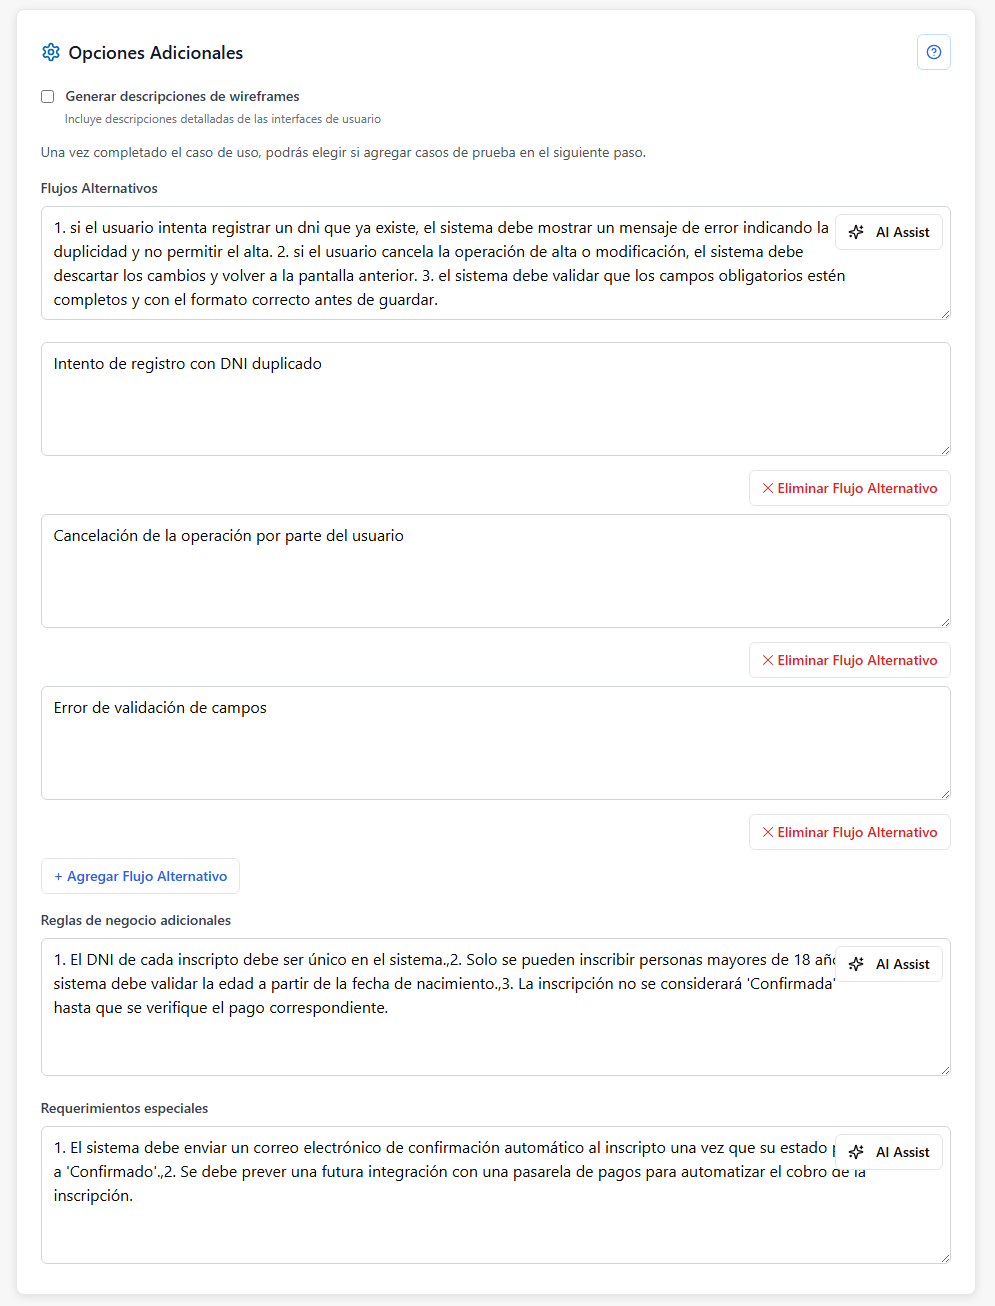 Opciones Adicionales
Generar descripciones de wireframes
Incluye descripciones detalladas de las interfaces de usuario
Una vez completado el caso de uso, podrás elegir si agregar casos de prueba en el siguiente paso.
Flujos Alternativos
1. si el usuario intenta registrar un dni que ya existe, el sistema debe mostrar un mensaje de error indicando la
AI Assist
duplicidad y no permitir el alta. 2. si el usuario cancela la operación de alta o modificación, el sistema debe
descartar los cambios y volver a la pantalla anterior. 3. el sistema debe validar que los campos obligatorios estén
completos y con el formato correcto antes de guardar.
Intento de registro con DNI duplicado
Eliminar Flujo Alternativo
Cancelación de la operación por parte del usuario
Eliminar Flujo Alternativo
Error de validación de campos
Eliminar Flujo Alternativo
+ Agregar Flujo Alternativo
Reglas de negocio adicionales
1. El DNI de cada inscripto debe ser único en el sistema.,2. Solo se pueden inscribir personas mayores de 18
AI Assist
sistema debe validar la edad a partir de la fecha de nacimiento.,3. La inscripción no se considerará 'Confirmada'
hasta que se verifique el pago correspondiente.
Requerimientos especiales
1. El sistema debe enviar un correo electrónico de confirmación automático al inscripto una vez que su estado
AI Assist
a 'Confirmado'.,2. Se debe prever una futura integración con una pasarela de pagos para automatizar el cobro de la
inscripción.